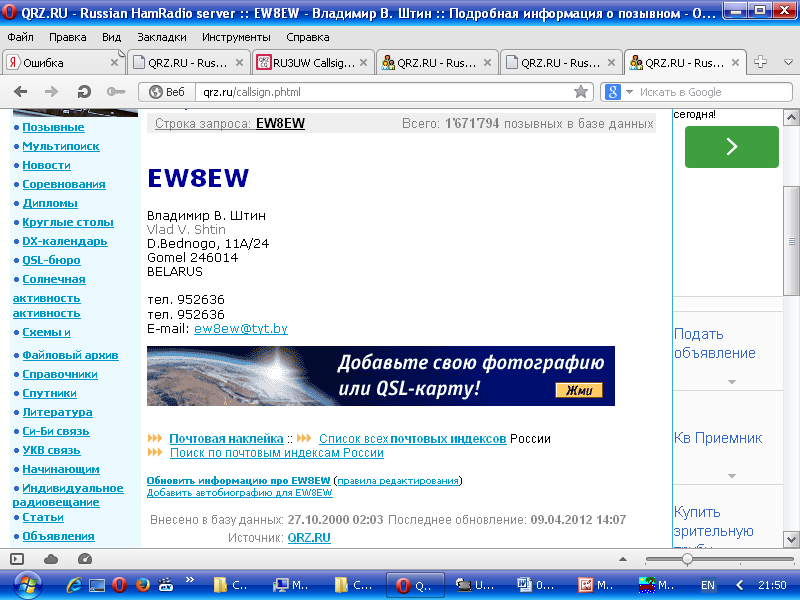 QRZ.RU - Russian HamRadio server :: EW8EW - Владимир В. Штин :: Подробная информация о позывном - O...
Файл Правка Вид Закладки Инструменты Справка
Ошибка
QRZ.RU - Rus...
RU3UW Callsig...
QRZ.RU - Rus...
QRZ.RU - Rus...
QRZ.RU - Rus...
Веб qrz.ru/callsign.phtml
Искать в Google
Позывные
Мультипоиск
Новости
Соревнования
Дипломы
Круглые столы
DX-календарь
QSL-бюро
Солнечная
активность
активность
Схемы и
Файловый архив
Справочники
Спутники
Литература
Си-Би связь
УКВ связь
Начинающим
Индивидуальное
радиовещание
Статьи
Объявления
Строка запроса: EW8EW Всего: 1'671'794 позывных в базе данных
EW8EW
Владимир В. Штин
Vlad V. Shtin
D.Bednogo, 11A/24
Gomel 246014
BELARUS
тел. 952636
тел. 952636
E-mail: ew8ew@tyt.by
Добавьте свою фотографию
или QSL-карту!
Жми
Почтовая наклейка :: Список всех почтовых индексов России
Поиск по почтовым индексам России
Обновить информацию про EW8EW (правила редактирования)
Добавить автобиографию для EW8EW
Внесено в базу данных: 27.10.2000 02:03 Последнее обновление: 09.04.2012 14:07
Источник: QRZ.RU
сегодня!
Подать
объявление
Кв Приемник
Купить
зрительную
C.. M.. C... Q.. U... O... M... M.. EN 21:50